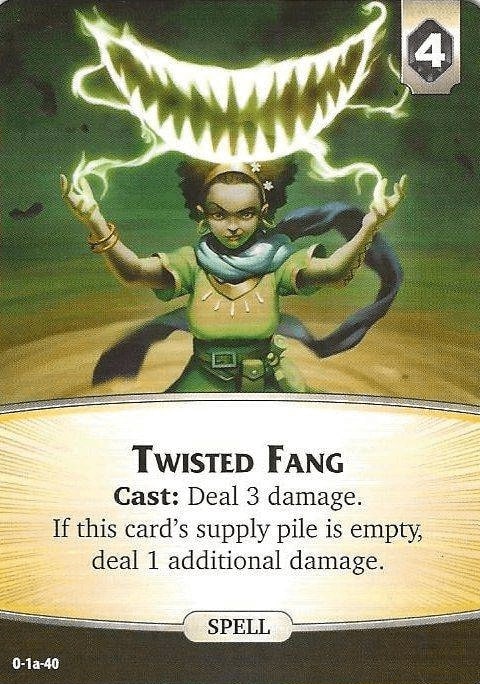 4
Twisted Fang
Cast: Deal 3 damage.
If this card's supply pile is empty,
deal 1 additional damage.
SPELL
0-1a-40